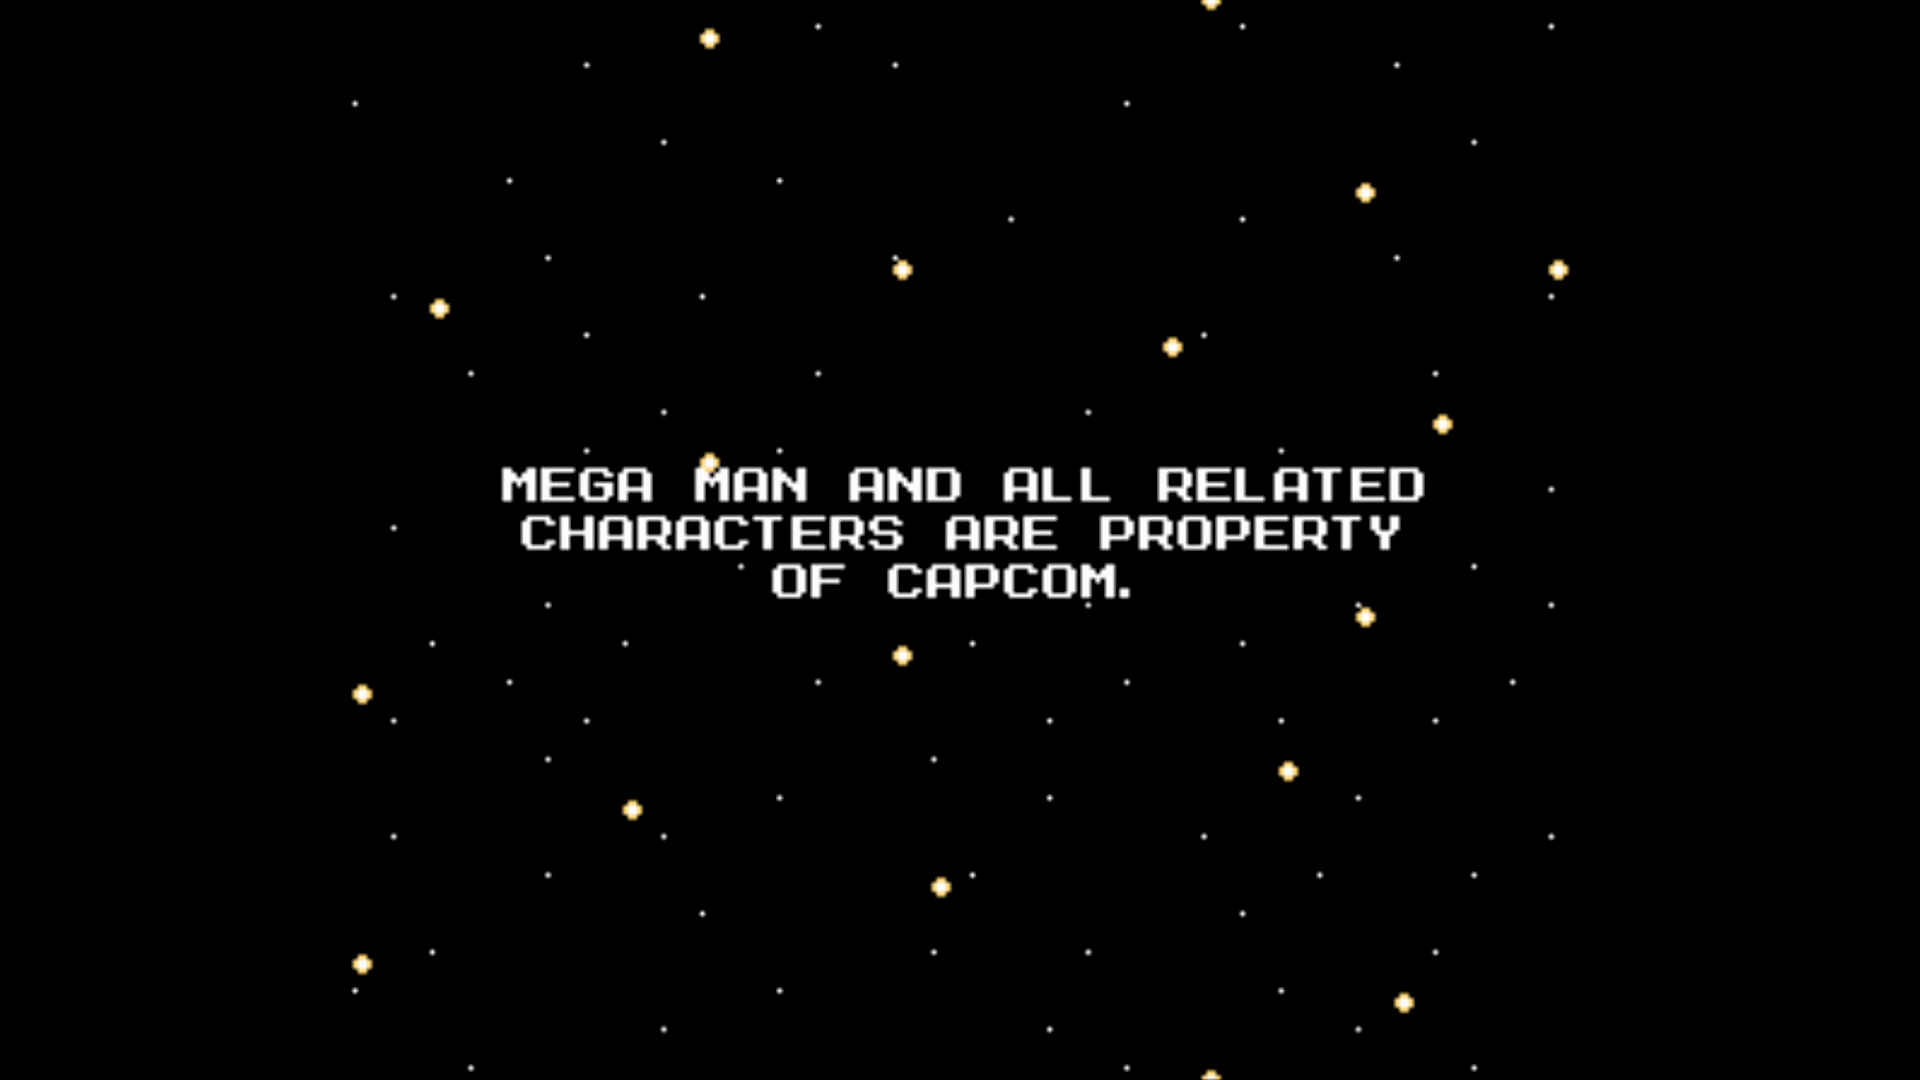 MEGA MAN AND ALL RELATED
CHARACTERS ARE PROPERTY
OF CAPCOM.